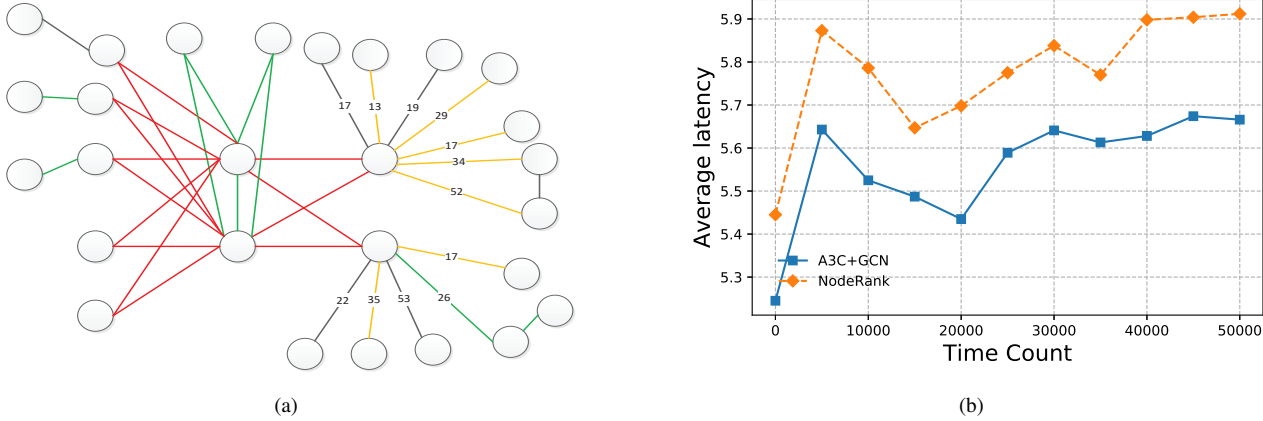 17
13
19
29
17
34
52
17
22
35
53
26
(a)
5.9
5.8
5.7
5.6
5.5
5.4
5.3
Average latency
A3C+GCN
NodeRank
0 10000 20000 30000 40000 50000
Time Count
(b)